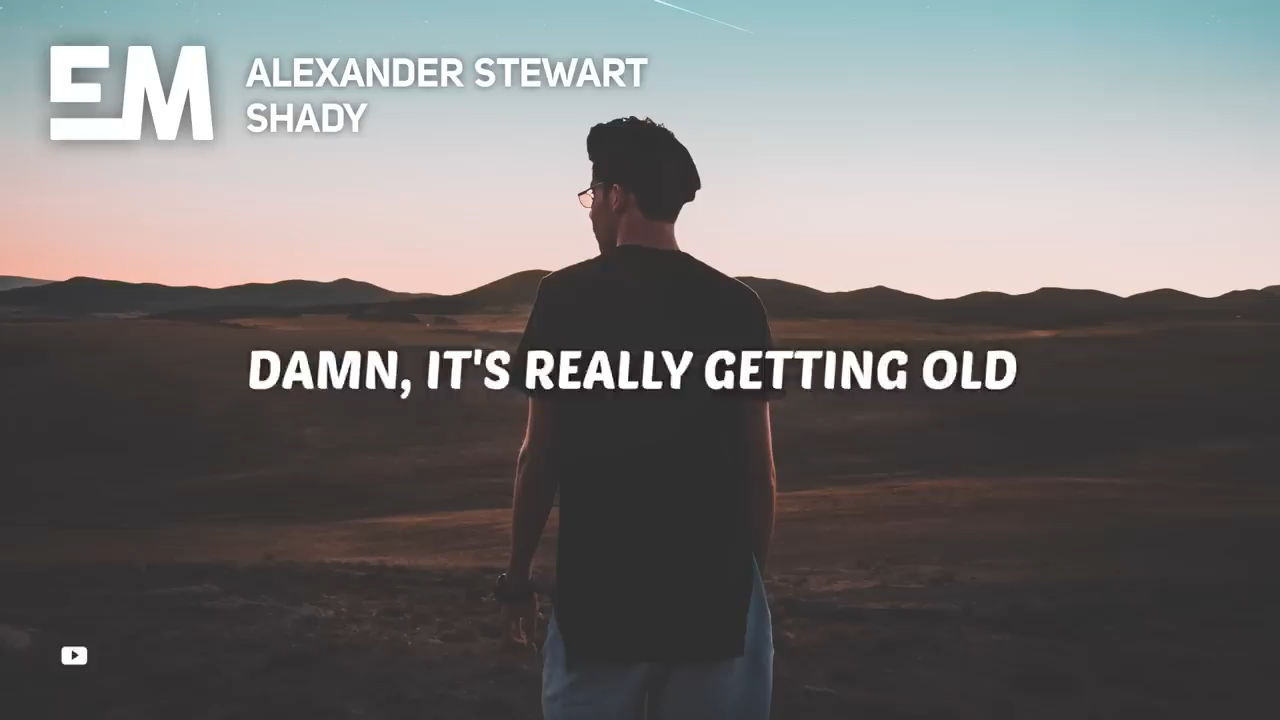 EM
ALEXANDER STEWART
SHADY
DAMN, IT'S REALLY GETTING OLD